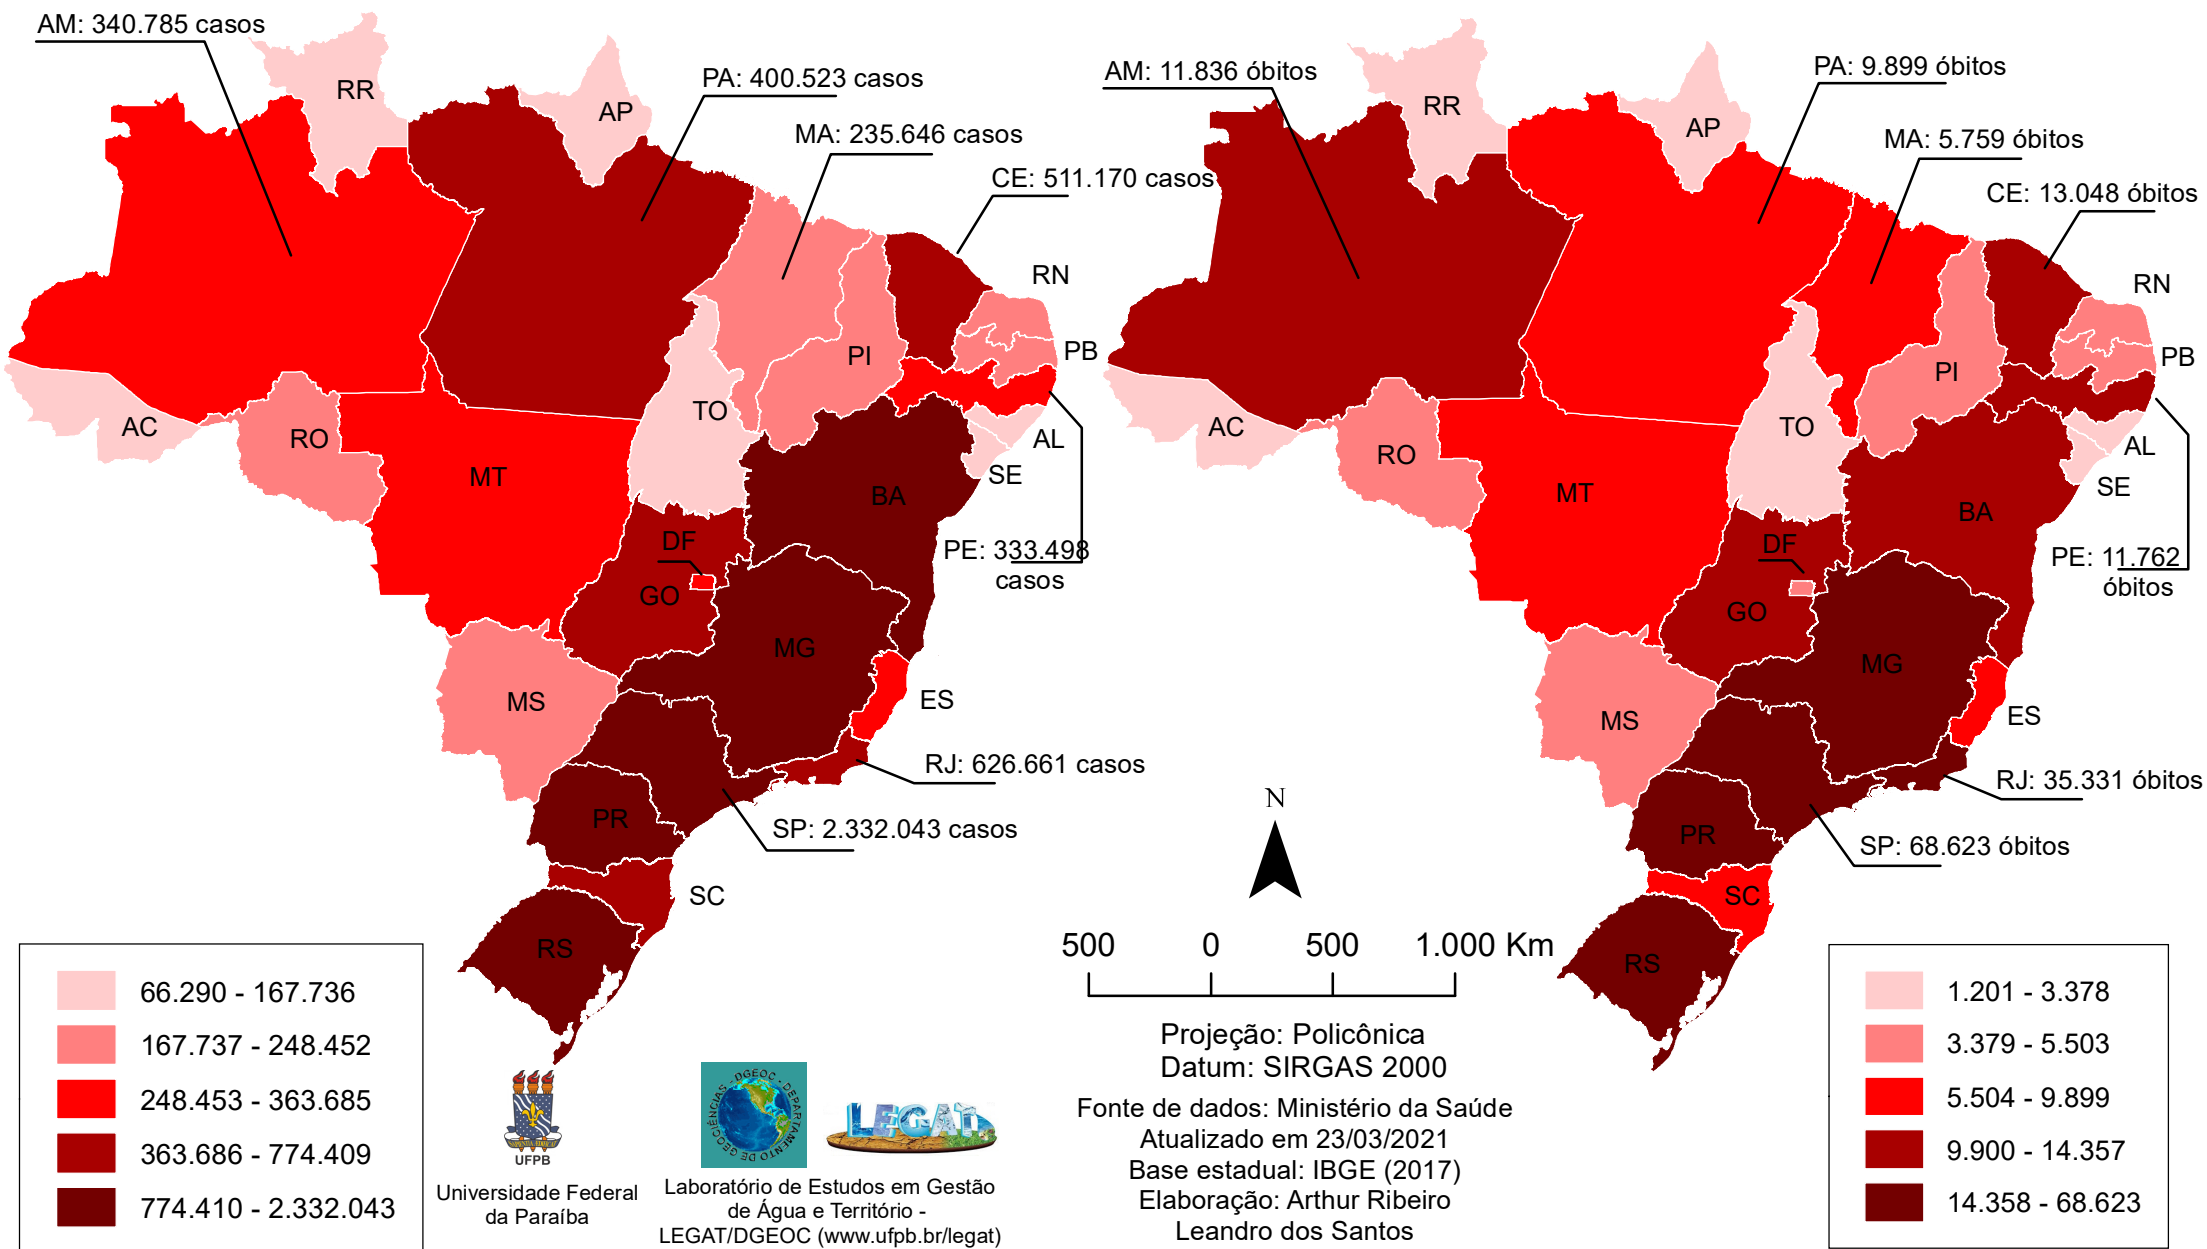 AM: 340.785 casos
RR
AP
PA: 400.523 casos
MA: 235.646 casos
CE: 511.170 casos
RN
PB
PI
TO
AC
RO
MT
AL
SE
BA
DF
PE: 333.498
casos
GO
MG
MS
ES
RJ: 626.661 casos
PR
SP: 2.332.043 casos
SC
RS
66.290 - 167.736
167.737 - 248.452
248.453 - 363.685
363.686 - 774.409
774.410 - 2.332.043
UFPB
Universidade Federal
da Paraíba
DGEOC - DEPARTAMENTO DE GEOCIÊNCIAS
LEGAT
Laboratório de Estudos em Gestão
de Água e Território -
LEGAT/DGEOC (www.ufpb.br/legat)
AM: 11.836 óbitos
RR
AP
PA: 9.899 óbitos
MA: 5.759 óbitos
CE: 13.048 óbitos
RN
PB
PI
TO
AC
RO
MT
AL
SE
BA
DF
PE: 11.762
óbitos
GO
MG
MS
ES
RJ: 35.331 óbitos
PR
SP: 68.623 óbitos
SC
RS
N
500 0 500 1.000 Km
Projeção: Policônica
Datum: SIRGAS 2000
Fonte de dados: Ministério da Saúde
Atualizado em 23/03/2021
Base estadual: IBGE (2017)
Elaboração: Arthur Ribeiro
Leandro dos Santos
1.201 - 3.378
3.379 - 5.503
5.504 - 9.899
9.900 - 14.357
14.358 - 68.623